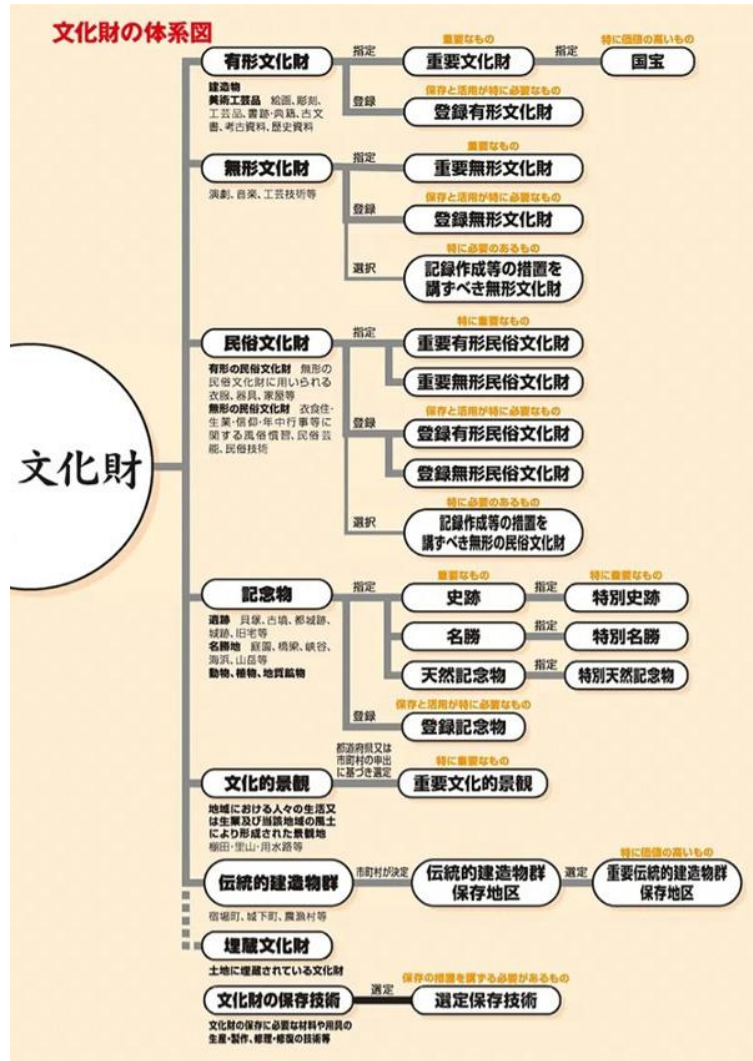 文化財の体系図
文化財
有形文化財
建造物
美術工芸品 絵画、彫刻、
工芸品、書跡・典籍、古文
書、考古資料、歴史資料
指定
重要なもの
重要文化財
指定
特に価値の高いもの
国宝
登録
保存と活用が特に必要なもの
登録有形文化財
無形文化財
演劇、音楽、工芸技術等
指定
重要なもの
重要無形文化財
登録
保存と活用が特に必要なもの
登録無形文化財
選択
特に必要のあるもの
記録作成等の措置を
講ずべき無形文化財
民俗文化財
有形の民俗文化財 無形の
民俗文化財に用いられる
衣服、器具、家屋等
無形の民俗文化財 衣食住・
生業・信仰・年中行事等に
関する風俗慣習、民俗芸
能、民俗技術
指定
特に重要なもの
重要有形民俗文化財
重要無形民俗文化財
登録
保存と活用が特に必要なもの
登録有形民俗文化財
登録無形民俗文化財
選択
特に必要のあるもの
記録作成等の措置を
講ずべき無形の民俗文化財
記念物
遺跡 貝塚、古墳、都城跡、
城跡、旧宅等
名勝地 庭園、橋梁、峡谷、
海浜、山岳等
動物、植物、地質鉱物
指定
重要なもの
史跡
指定
特に重要なもの
特別史跡
名勝
指定
特別名勝
天然記念物
指定
特別天然記念物
登録
保存と活用が特に必要なもの
登録記念物
文化的景観
地域における人々の生活又
は生業及び当該地域の風土
により形成された景観地
棚田・里山・用水路等
都道府県又は
市町村の申出
に基づき選定
特に重要なもの
重要文化的景観
伝統的建造物群
宿場町、城下町、農漁村等
市町村が決定
伝統的建造物群
保存地区
選定
特に価値の高いもの
重要伝統的建造物群
保存地区
埋蔵文化財
土地に埋蔵されている文化財
文化財の保存技術
文化財の保存に必要な材料や用具の
生産・製作、修理・修復の技術等
選定
保存の措置を講ずる必要があるもの
選定保存技術